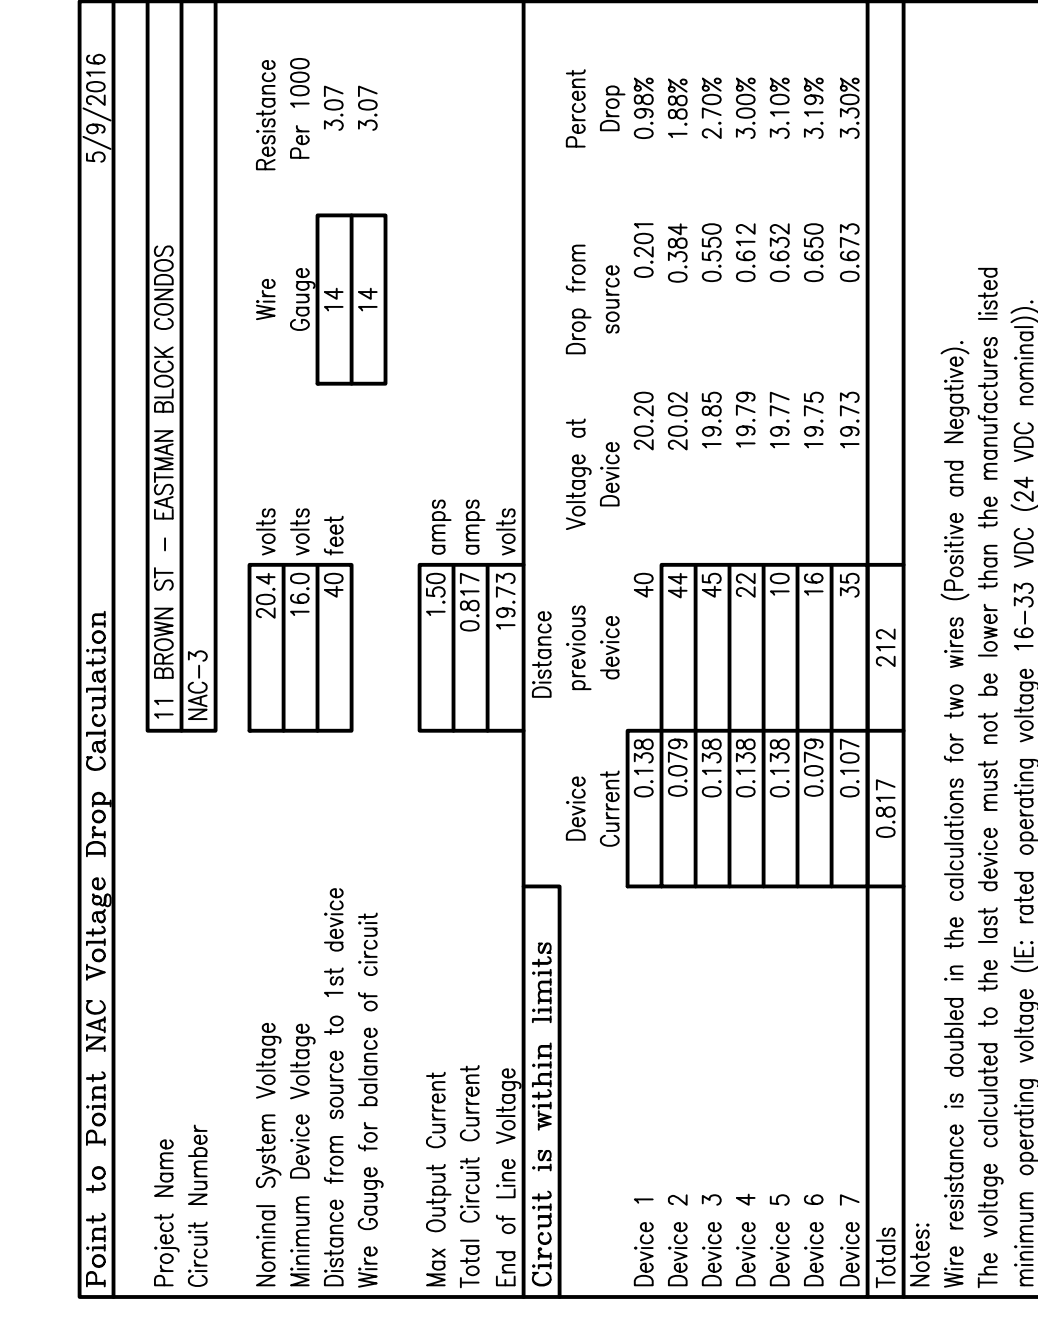 Point to Point NAC Voltage Drop Calculation 5/9/2016
Project Name 11 BROWN ST – EASTMAN BLOCK CONDOS
Circuit Number NAC–3
Wire Resistance
Nominal System Voltage 20.4 volts
Gauge Per 1000
Minimum Device Voltage 16.0 volts
Distance from source to 1st device 40 feet 14 3.07
Wire Gauge for balance of circuit 14 3.07
Max Output Current 1.50 amps
Total Circuit Current 0.817 amps
End of Line Voltage 19.73 volts
Circuit is within limits Distance
Device previous Voltage at Drop from Percent
Current device Device source Drop
Device 1 0.138 40 20.20 0.201 0.98%
Device 2 0.079 44 20.02 0.384 1.88%
Device 3 0.138 45 19.85 0.550 2.70%
Device 4 0.138 22 19.79 0.612 3.00%
Device 5 0.138 10 19.77 0.632 3.10%
Device 6 0.079 16 19.75 0.650 3.19%
Device 7 0.107 35 19.73 0.673 3.30%
Totals 0.817 212
Notes:
Wire resistance is doubled in the calculations for two wires (Positive and Negative).
The voltage calculated to the last device must not be lower than the manufactures listed
minimum operating voltage (IE: rated operating voltage 16–33 VDC (24 VDC nominal)).